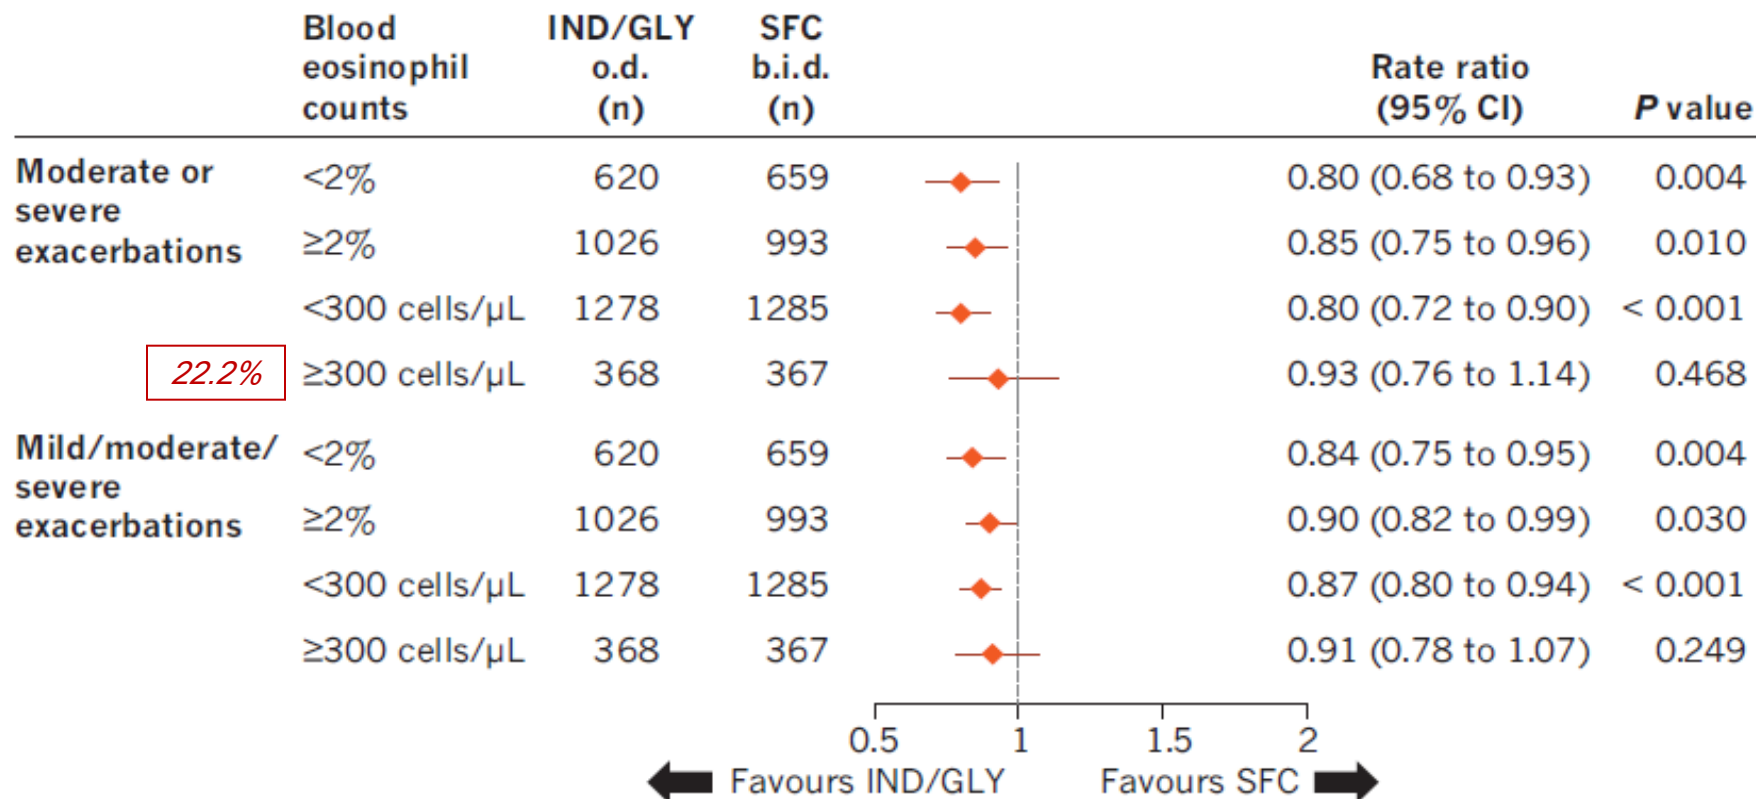 Blood eosinophil counts IND/GLY o.d. (n) SFC b.i.d. (n) Rate ratio (95% CI) P value
Moderate or severe exacerbations
<2% 620 659 0.80 (0.68 to 0.93) 0.004
≥2% 1026 993 0.85 (0.75 to 0.96) 0.010
<300 cells/µL 1278 1285 0.80 (0.72 to 0.90) < 0.001
22.2% ≥300 cells/µL 368 367 0.93 (0.76 to 1.14) 0.468
Mild/moderate/ severe exacerbations
<2% 620 659 0.84 (0.75 to 0.95) 0.004
≥2% 1026 993 0.90 (0.82 to 0.99) 0.030
<300 cells/µL 1278 1285 0.87 (0.80 to 0.94) < 0.001
≥300 cells/µL 368 367 0.91 (0.78 to 1.07) 0.249
0.5 1 1.5 2
Favours IND/GLY Favours SFC